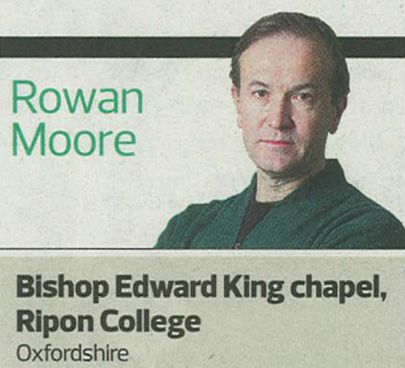 Rowan
Moore
Bishop Edward King chapel,
Ripon College
Oxfordshire